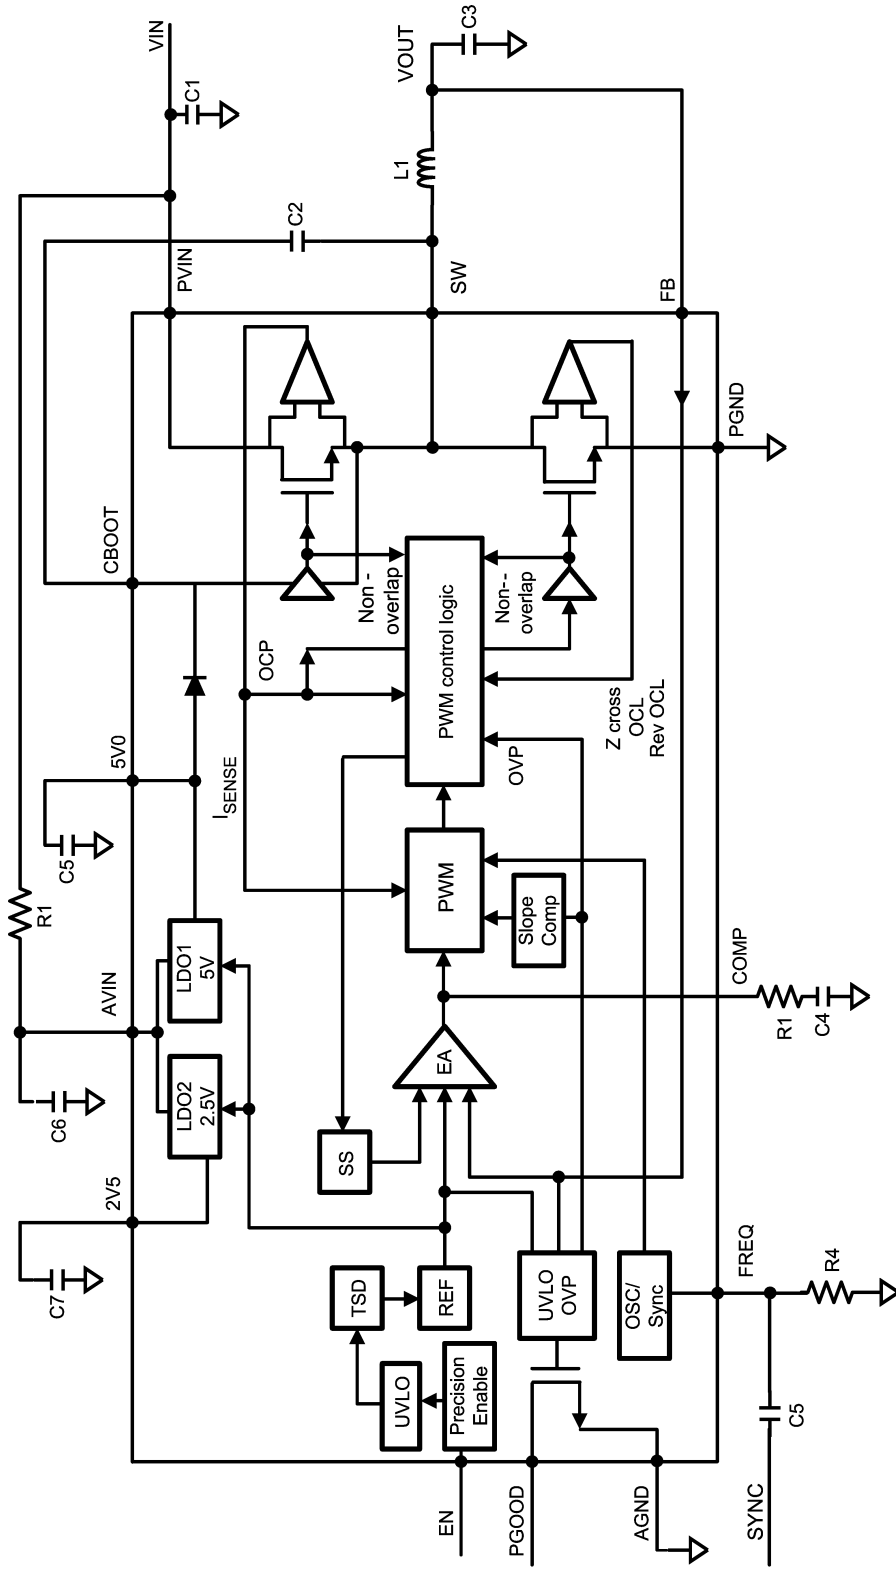 VIN
C1
C3
VOUT
L1
C2
PVIN
SW
FB
PGND
CBOOT
OCP
Non -
overlap
Non--
overlap
PWM control logic
Z cross
OCL
Rev OCL
OVP
5V0
C5
ISENSE
PWM
Slope
Comp
R1
AVIN
LDO1
5V
LDO2
2.5V
C6
EA
COMP
R1
C4
SS
2V5
C7
TSD
REF
UVLO
Precision
Enable
UVLO
OVP
OSC/
Sync
FREQ
R4
C5
EN
PGOOD
AGND
SYNC